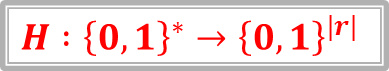 H : {0, 1}* → {0, 1}|r|